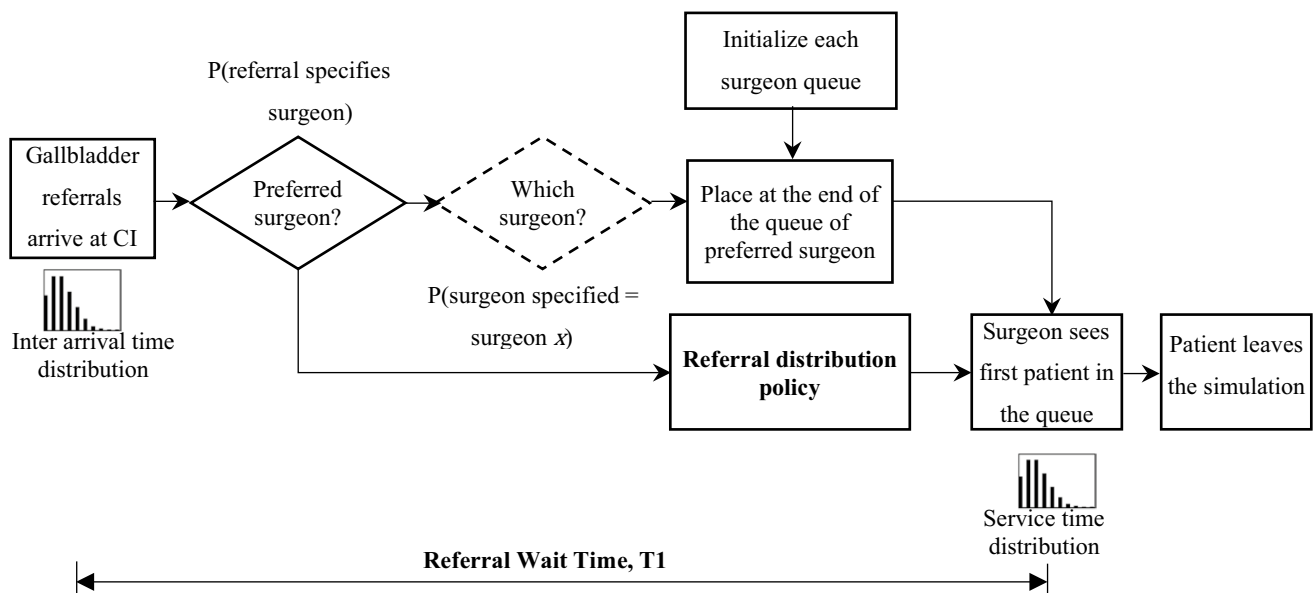 Initialize each
surgeon queue
P(referral specifies
surgeon)
Gallbladder
referrals
arrive at CI
Preferred
surgeon?
Which
surgeon?
Place at the end of
the queue of
preferred surgeon
P(surgeon specified =
surgeon x)
Inter arrival time
distribution
Referral distribution
policy
Surgeon sees
first patient in
the queue
Patient leaves
the simulation
Service time
distribution
Referral Wait Time, T1